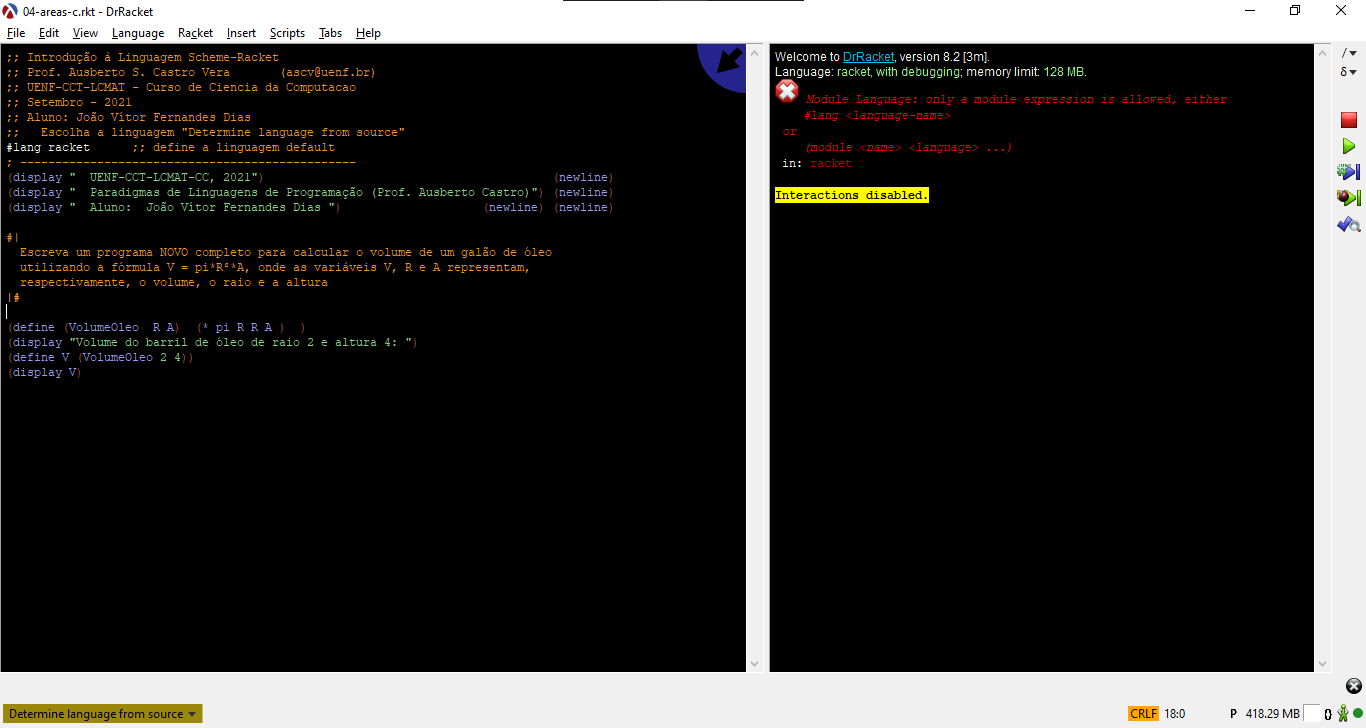 04-areas-c.rkt - DrRacket
File Edit View Language Racket Insert Scripts Tabs Help
;; Introdução à Linguagem Scheme-Racket
;; Prof. Ausberto S. Castro Vera (ascv@uenf.br)
;; UENF-CCT-LCMAT - Curso de Ciencia da Computacao
;; Setembro - 2021
;; Aluno: João Vítor Fernandes Dias
;; Escolha a linguagem "Determine language from source"
#lang racket ;; define a linguagem default
; ------------------------------------------------
(display " UENF-CCT-LCMAT-CC, 2021") (newline)
(display " Paradigmas de Linguagens de Programação (Prof. Ausberto Castro)") (newline)
(display " Aluno: João Vítor Fernandes Dias ") (newline) (newline)
#|
Escreva um programa NOVO completo para calcular o volume de um galão de óleo
utilizando a fórmula V = pi*R²*A, onde as variáveis V, R e A representam,
respectivamente, o volume, o raio e a altura
|#
(define (VolumeOleo R A) (* pi R R A ) )
(display "Volume do barril de óleo de raio 2 e altura 4: ")
(define V (VolumeOleo 2 4))
(display V)
Welcome to DrRacket, version 8.2 [3m].
Language: racket, with debugging; memory limit: 128 MB.
Module Language: only a module expression is allowed, either
#lang <language-name>
or
(module <name> <language> ...)
in: racket
Interactions disabled.
Determine language from source
CRLF 18:0 P 418.29 MB